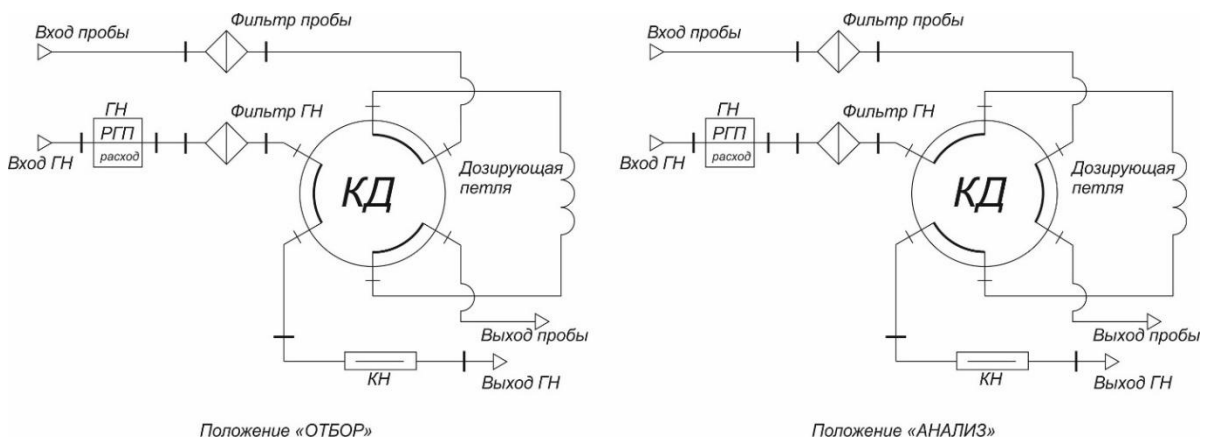 Вход пробы
Фильтр пробы
ГН
РГП
расход
Вход ГН
Фильтр ГН
КД
Дозирующая
петля
Выход пробы
КН
Выход ГН
Положение «ОТБОР»
Вход пробы
Фильтр пробы
ГН
РГП
расход
Вход ГН
Фильтр ГН
КД
Дозирующая
петля
Выход пробы
КН
Выход ГН
Положение «АНАЛИЗ»